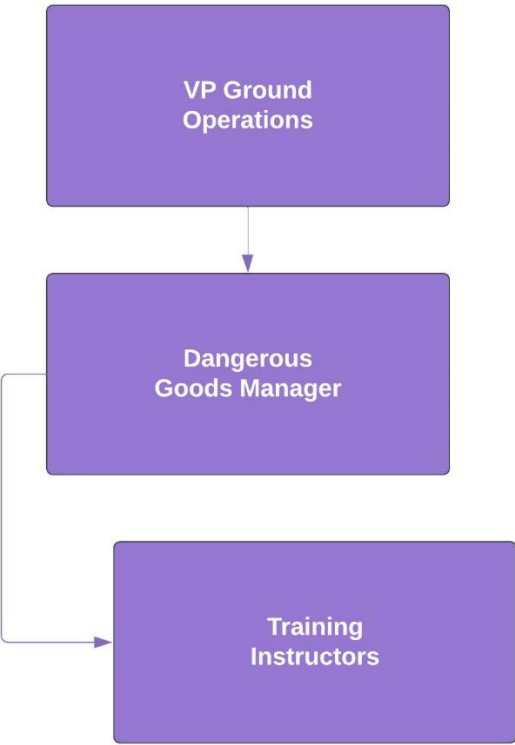 VP Ground
Operations
Dangerous
Goods Manager
Training
Instructors